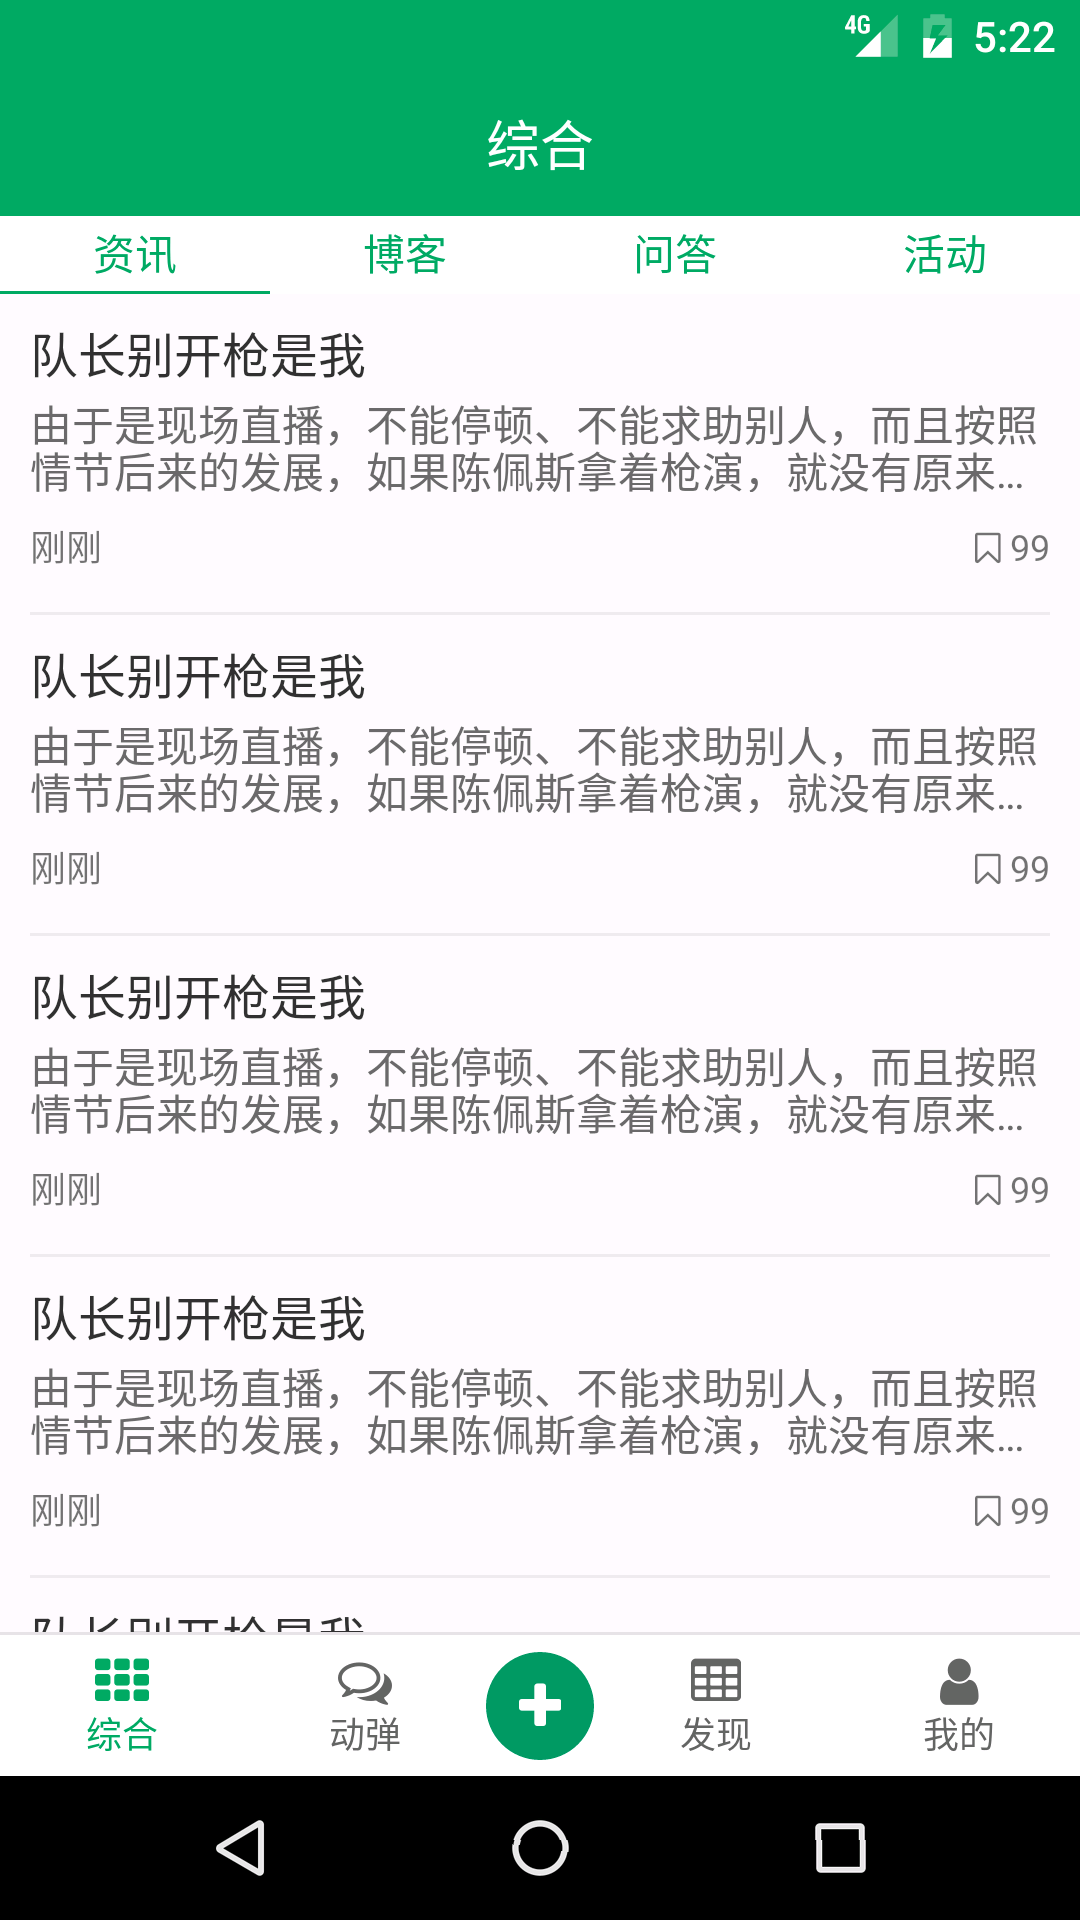 4G 5:22
综合
资讯 博客 问答 活动
队长别开枪是我
由于是现场直播，不能停顿、不能求助别人，而且按照
情节后来的发展，如果陈佩斯拿着枪演，就没有原来...
刚刚 99
队长别开枪是我
由于是现场直播，不能停顿、不能求助别人，而且按照
情节后来的发展，如果陈佩斯拿着枪演，就没有原来...
刚刚 99
队长别开枪是我
由于是现场直播，不能停顿、不能求助别人，而且按照
情节后来的发展，如果陈佩斯拿着枪演，就没有原来...
刚刚 99
队长别开枪是我
由于是现场直播，不能停顿、不能求助别人，而且按照
情节后来的发展，如果陈佩斯拿着枪演，就没有原来...
刚刚 99
队长别开枪是我
综合 动弹 发现 我的